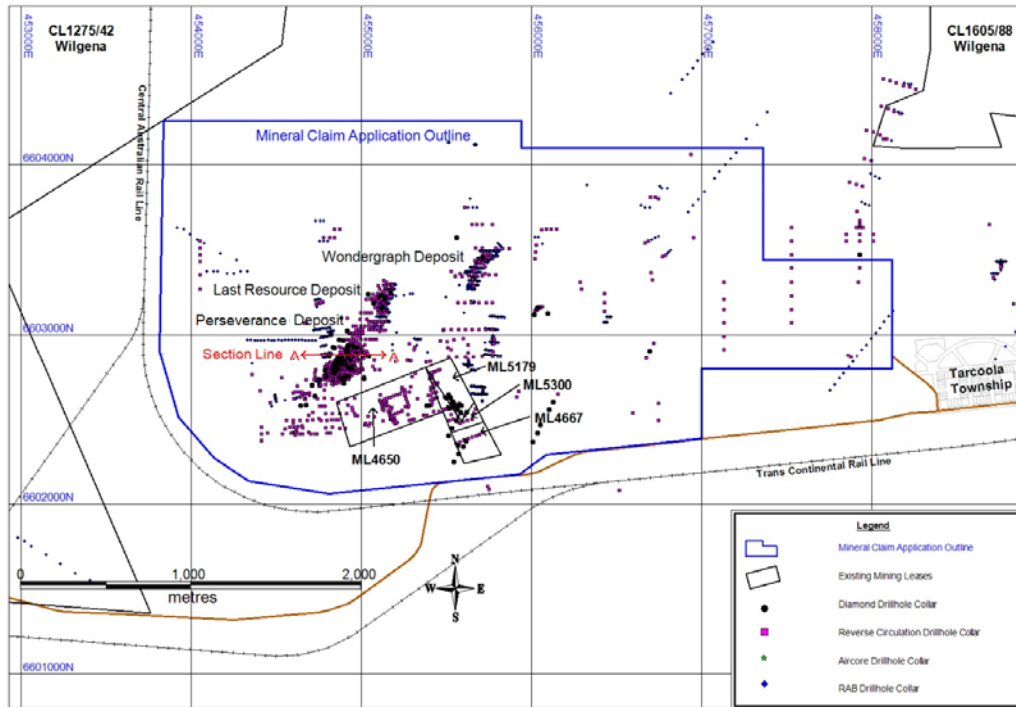 453000E
454000E
455000E
456000E
457000E
458000E
CL1275/42
Wilgena
CL1605/88
Wilgena
Central Australian Rail Line
Mineral Claim Application Outline
6604000N
Wondergraph Deposit
Last Resource Deposit
Perseverance Deposit
6603000N
Section Line
A
A
ML5179
ML5300
ML4667
ML4650
Tarcoola
Township
Trans Continental Rail Line
6602000N
0
1,000
2,000
metres
N
W
E
S
6601000N
Legend
Mineral Claim Application Outline
Existing Mining Leases
Diamond Drillhole Collar
Reverse Circulation Drillhole Collar
Aircore Drillhole Collar
RAB Drillhole Collar